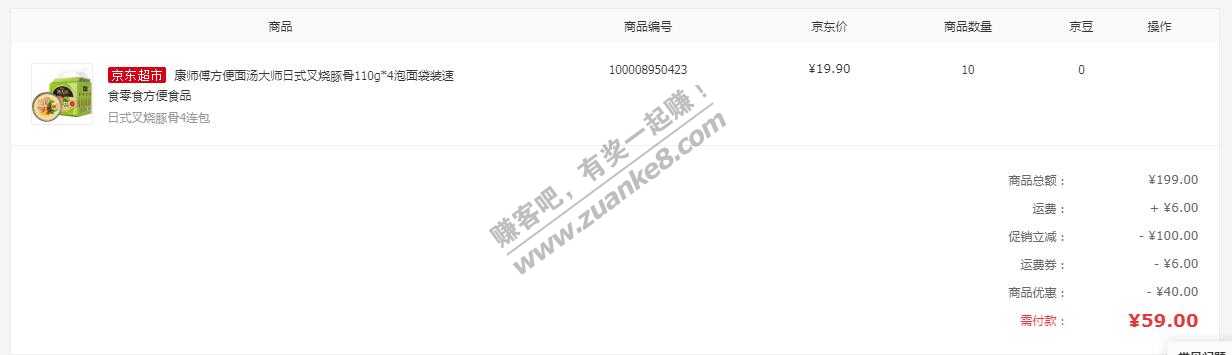 商品 商品编号 京东价 商品数量 京豆 操作
京东超市 康师傅方便面汤大师日式叉烧豚骨110g*4泡面袋装速 100008950423 ¥19.90 10 0
食零食方便食品
日式叉烧豚骨4连包
赚客吧，有奖一起赚！
www.zuanke8.com
商品总额： ¥199.00
运费： + ¥6.00
促销立减： - ¥100.00
运费券： - ¥6.00
商品优惠： - ¥40.00
需付款： ¥59.00